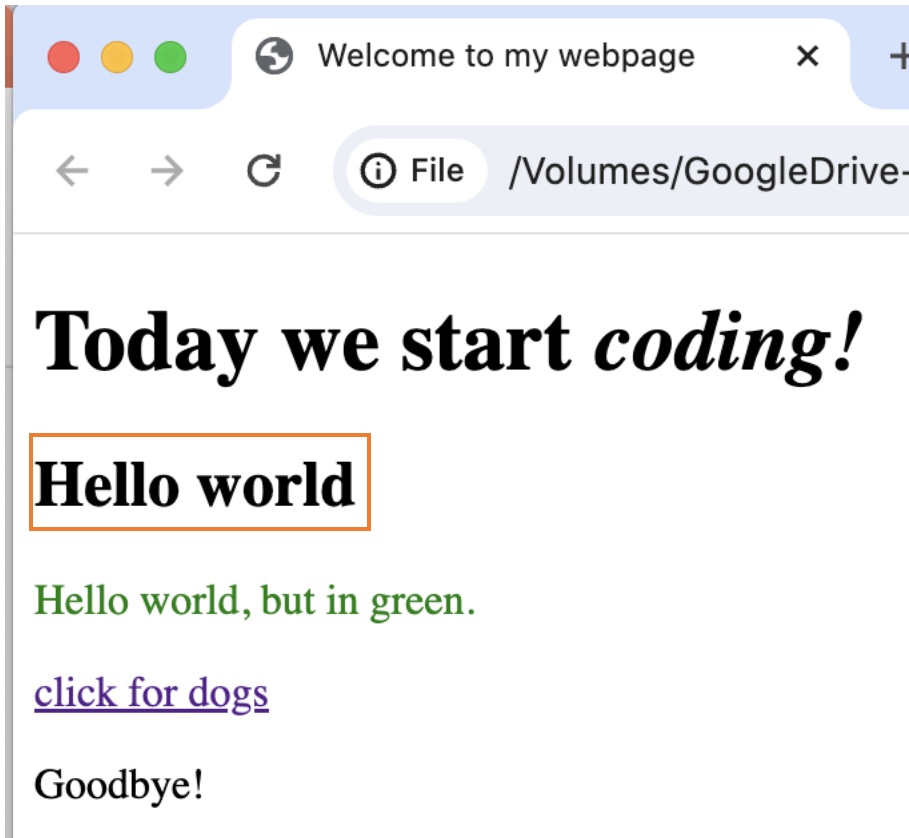 Welcome to my webpage
File /Volumes/GoogleDrive-
Today we start coding!
Hello world
Hello world, but in green.
click for dogs
Goodbye!